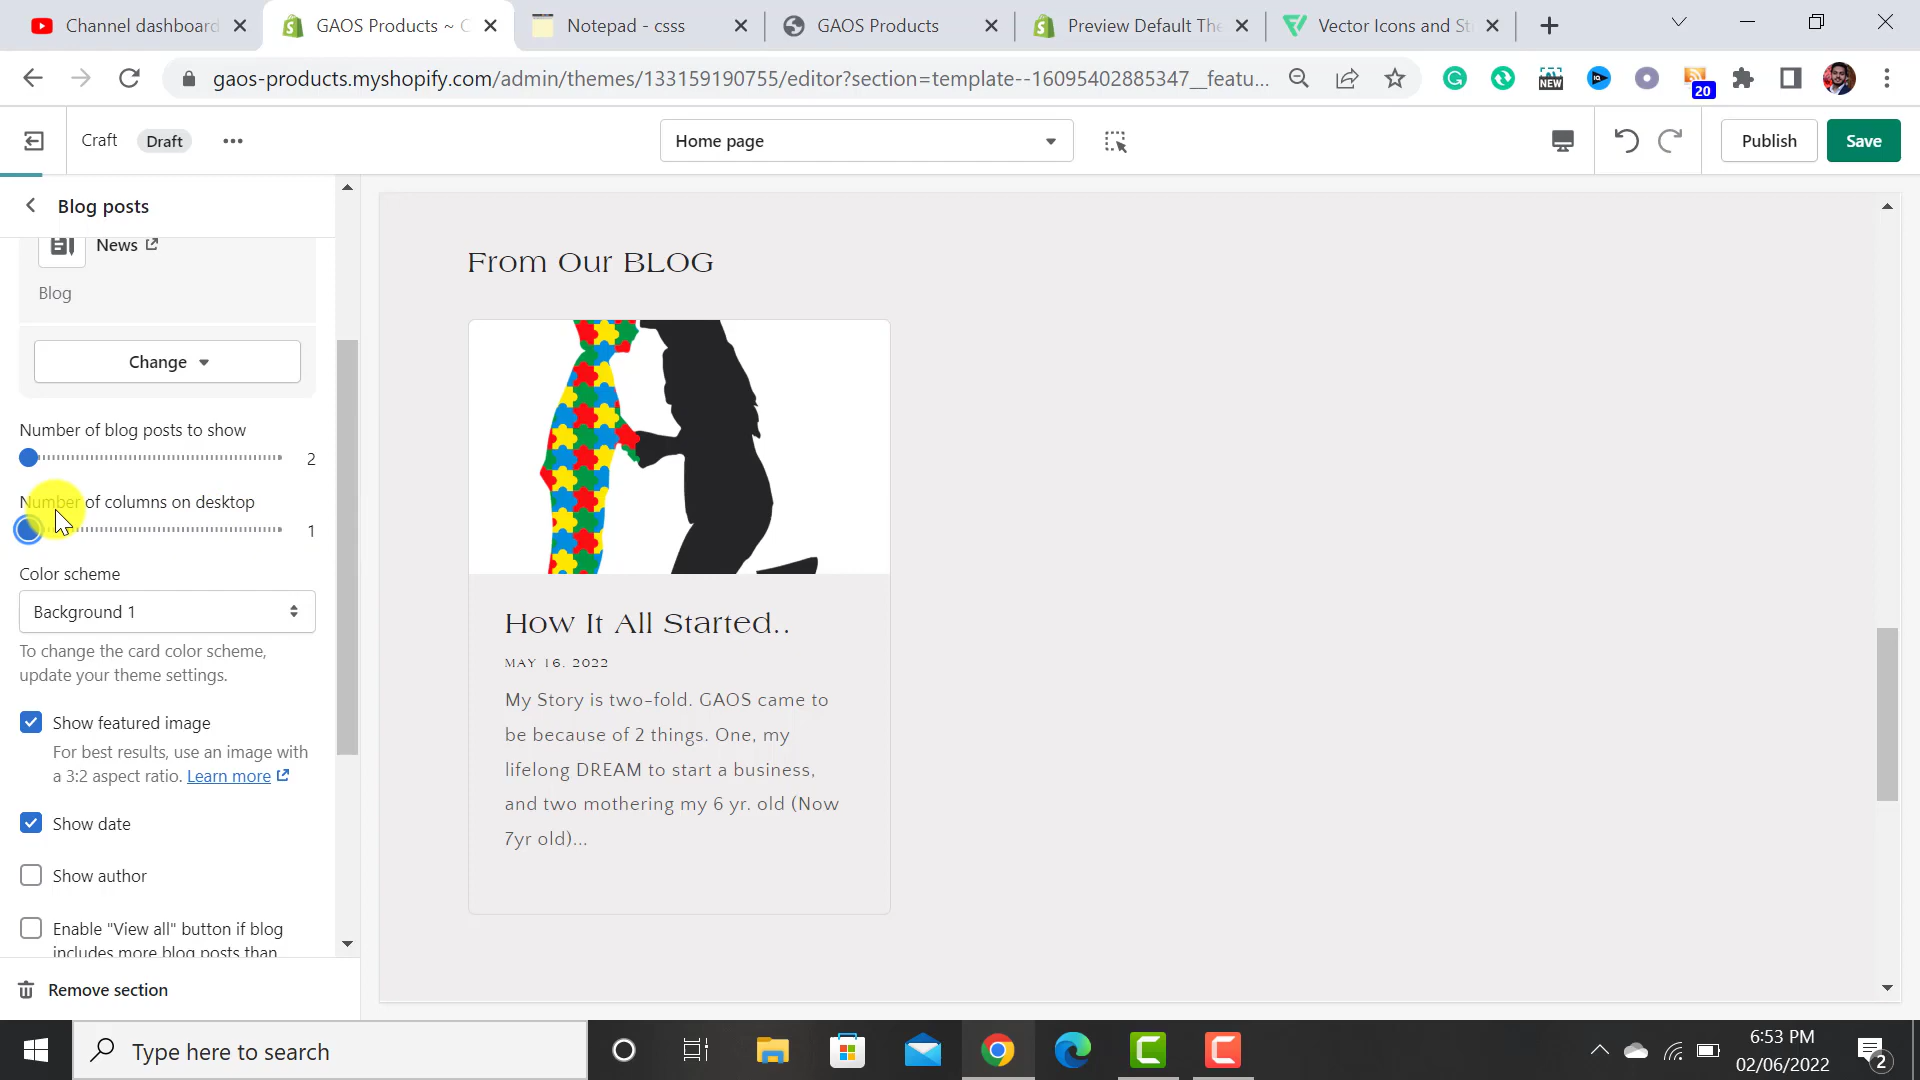 Channel dashboard
GAOS Products ~ C
Notepad - csss
GAOS Products
Preview Default The
Vector Icons and St
gaos-products.myshopify.com/admin/themes/133159190755/editor?section=template--16095402885347__featu...
NEW
20
Craft
Draft
Home page
Publish
Save
Blog posts
News
Blog
Change
Number of blog posts to show
2
Number of columns on desktop
1
Color scheme
Background 1
To change the card color scheme,
update your theme settings.
Show featured image
For best results, use an image with
a 3:2 aspect ratio. Learn more
Show date
Show author
Enable "View all" button if blog
includes more blog posts than
Remove section
From Our BLOG
How It All Started..
MAY 16, 2022
My Story is two-fold. GAOS came to
be because of 2 things. One, my
lifelong DREAM to start a business,
and two mothering my 6 yr. old (Now
7yr old)...
Type here to search
6:53 PM
02/06/2022
2